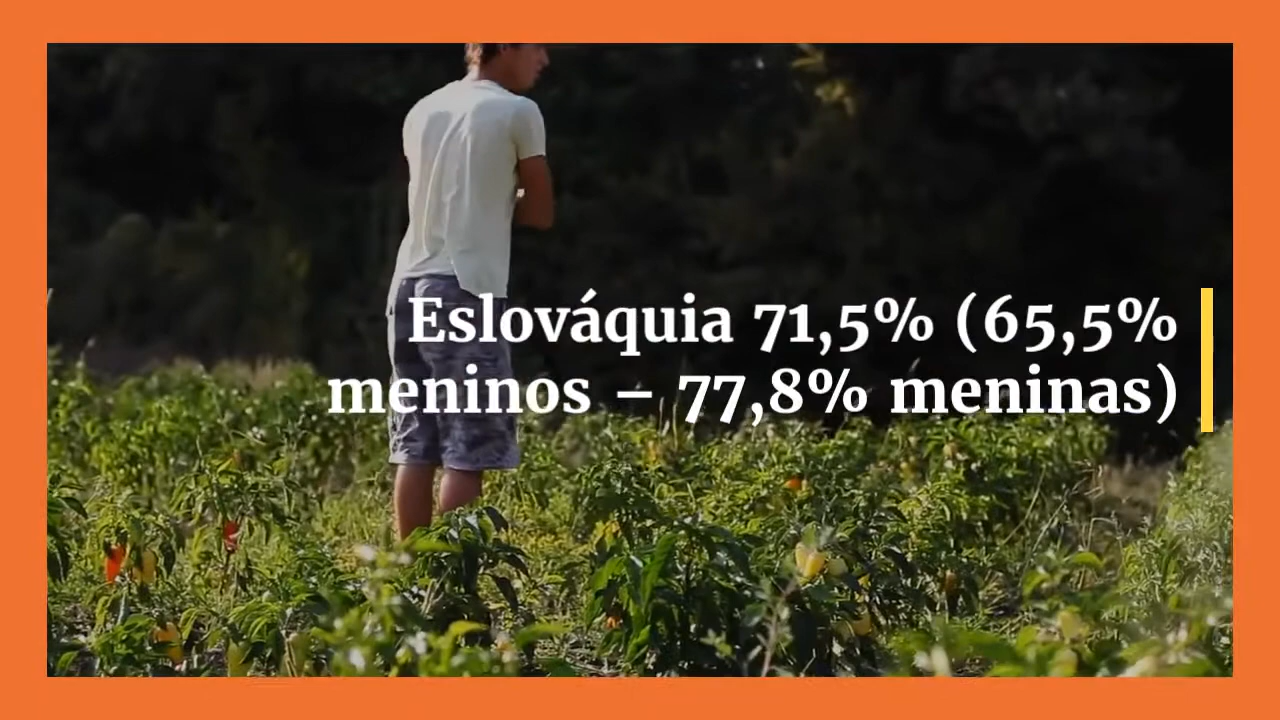 Eslováquia 71,5% (65,5%
meninos – 77,8% meninas)